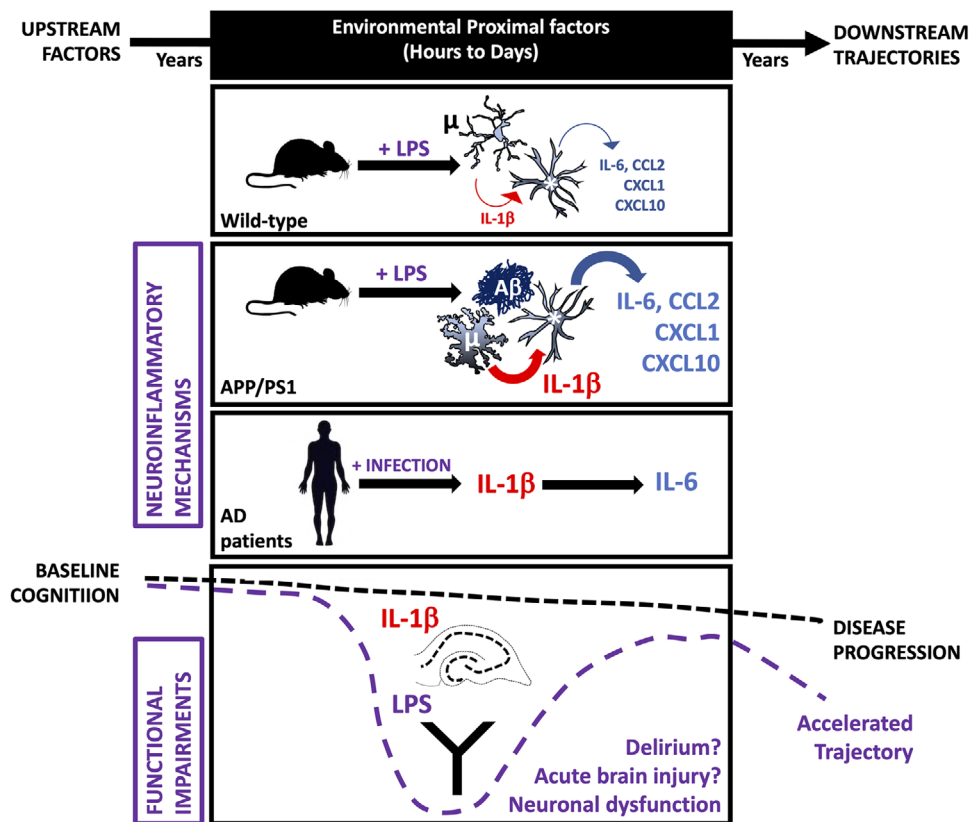 UPSTREAM
FACTORS
Years
Environmental Proximal factors
(Hours to Days)
Years
DOWNSTREAM
TRAJECTORIES
μ
+ LPS
IL-1β
*
IL-6, CCL2
CXCL1
CXCL10
Wild-type
NEUROINFLAMMATORY
MECHANISMS
+ LPS
Aβ
μ
*
IL-1β
IL-6, CCL2
CXCL1
CXCL10
APP/PS1
+ INFECTION
IL-1β
IL-6
AD
patients
BASELINE
COGNITIION
IL-1β
LPS
DISEASE
PROGRESSION
FUNCTIONAL
IMPAIRMENTS
Delirium?
Acute brain injury?
Neuronal dysfunction
Accelerated
Trajectory